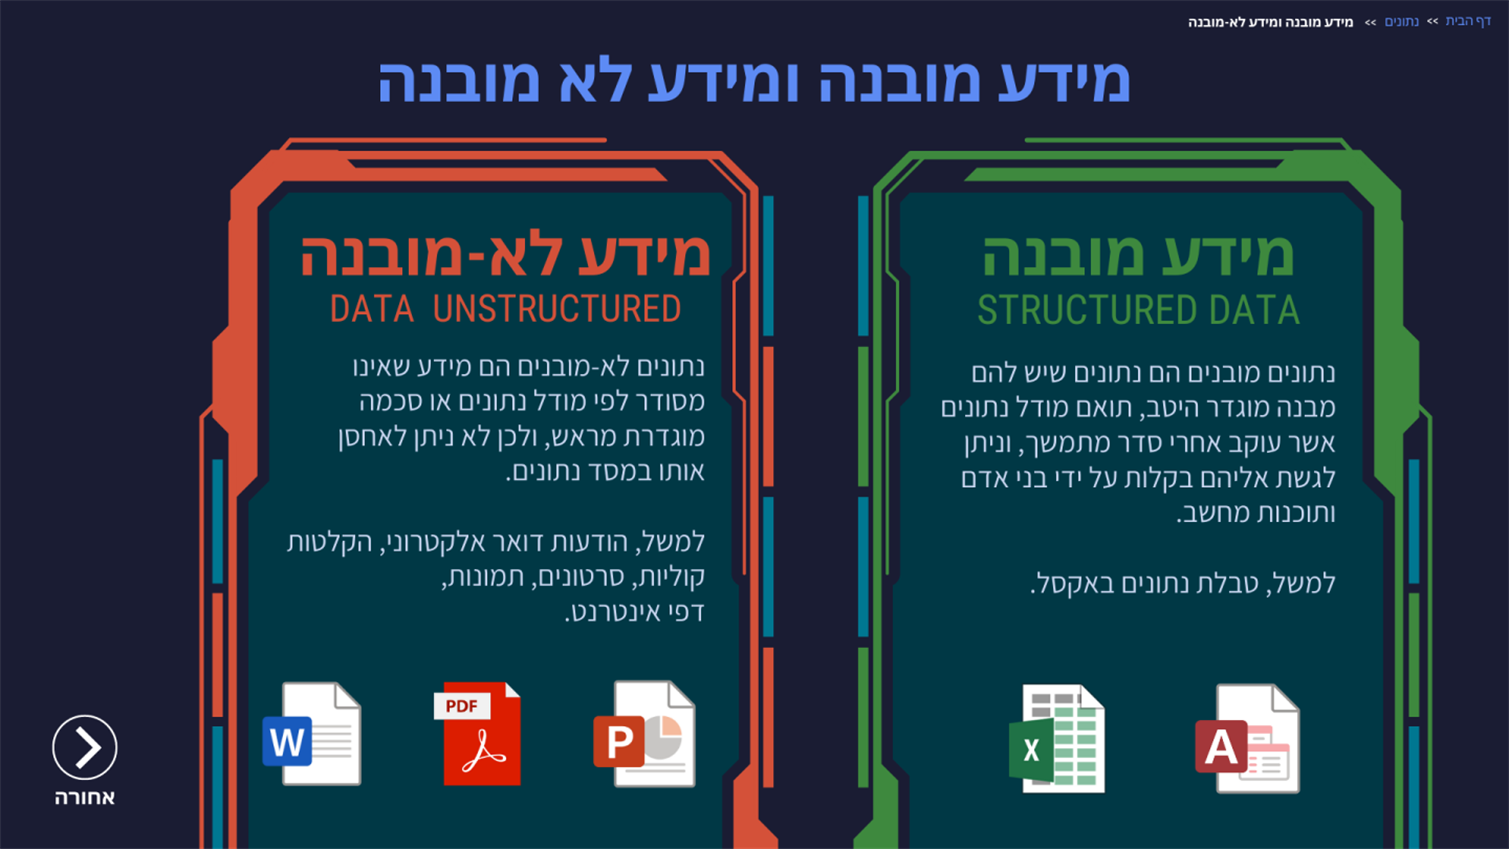 דף הבית >> נתונים >> מידע מובנה ומידע לא-מובנה
מידע מובנה ומידע לא מובנה
מידע מובנה
STRUCTURED DATA
נתונים מובנים הם נתונים שיש להם
מבנה מוגדר היטב, תואם מודל נתונים
אשר עוקב אחרי סדר מתמשך, וניתן
לגשת אליהם בקלות על ידי בני אדם
ותוכנות מחשב.
למשל, טבלת נתונים באקסל.
X
A
מידע לא-מובנה
DATA UNSTRUCTURED
נתונים לא-מובנים הם מידע שאינו
מסודר לפי מודל נתונים או סכמה
מוגדרת מראש, ולכן לא ניתן לאחסן
אותו במסד נתונים.
למשל, הודעות דואר אלקטרוני, הקלטות
קוליות, סרטונים, תמונות,
דפי אינטרנט.
W
PDF
P
אחורה